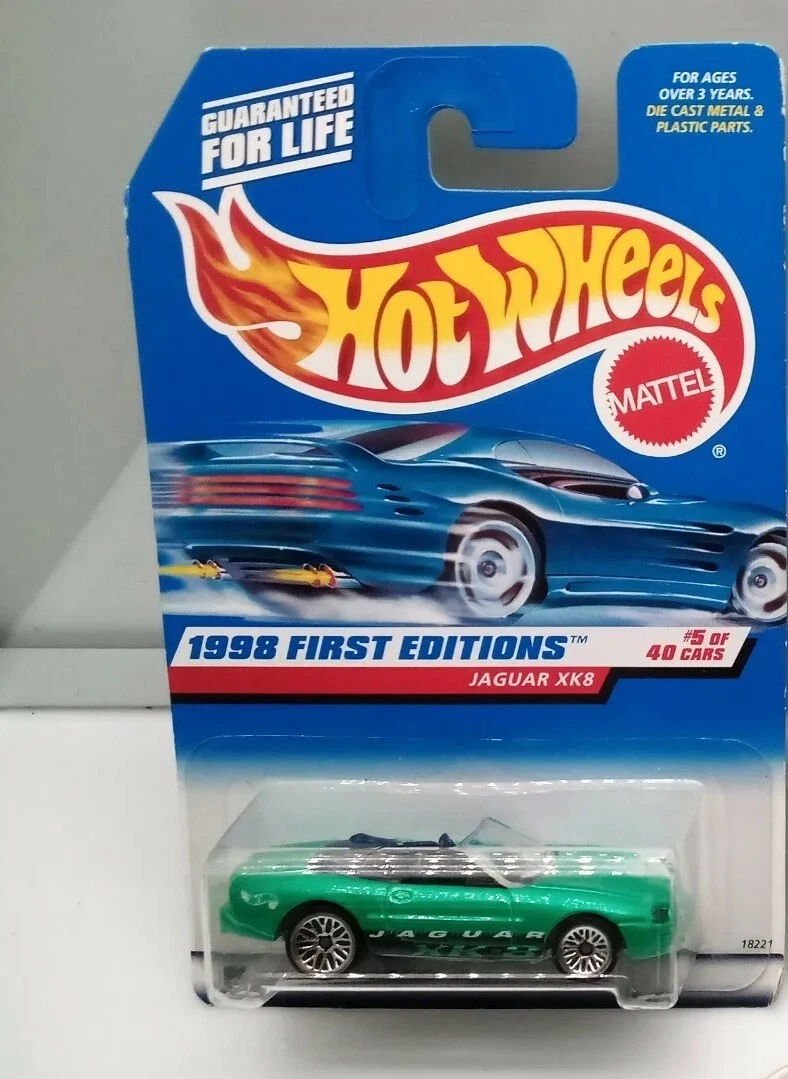 GUARANTEED
FOR LIFE
FOR AGES
OVER 3 YEARS.
DIE CAST METAL &
PLASTIC PARTS.
HOT WHEELS
MATTEL
®
1998 FIRST EDITIONS™
#5 OF
40 CARS
JAGUAR XK8
JAGUAR
XK8
18221